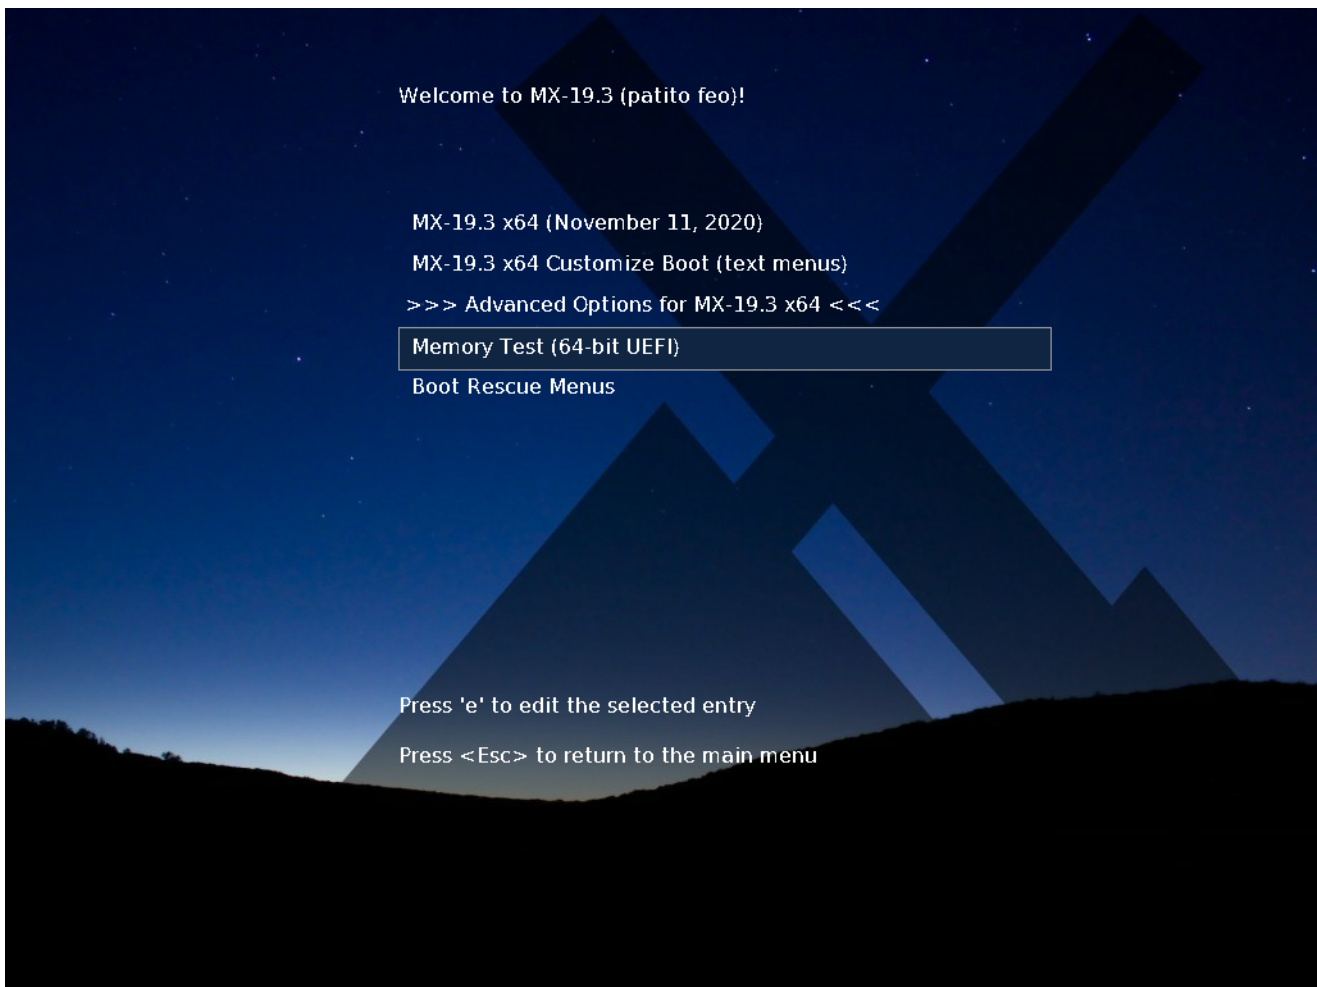 Welcome to MX-19.3 (patito feo)!
MX-19.3 x64 (November 11, 2020)
MX-19.3 x64 Customize Boot (text menus)
>>> Advanced Options for MX-19.3 x64 <<<
Memory Test (64-bit UEFI)
Boot Rescue Menus
Press 'e' to edit the selected entry
Press <Esc> to return to the main menu